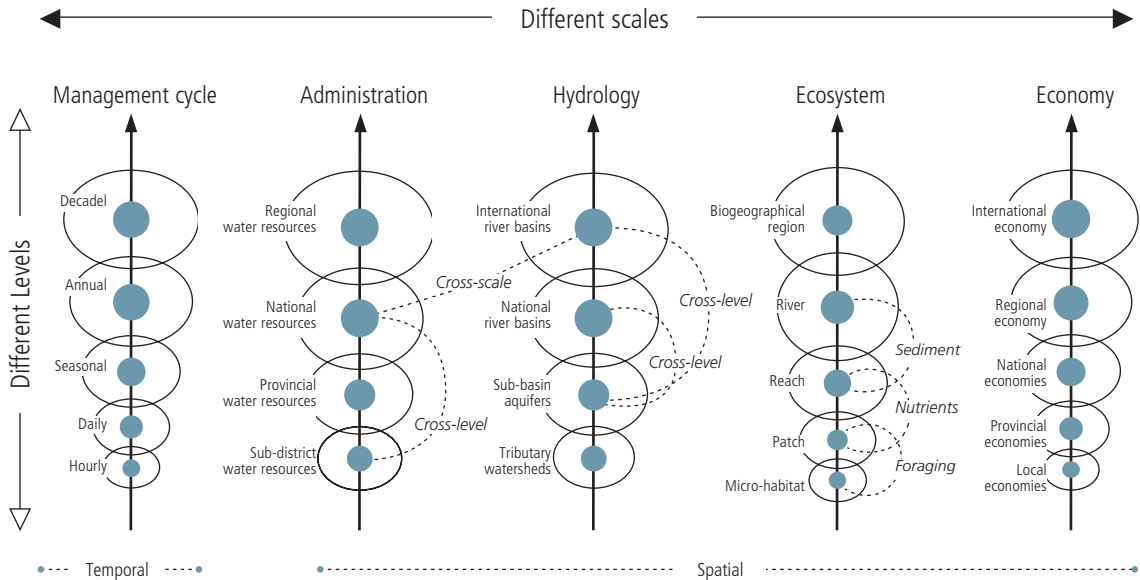 Different scales
Different Levels
Management cycle
Decadel
Annual
Seasonal
Daily
Hourly
Administration
Regional
water resources
National
water resources
Provincial
water resources
Sub-district
water resources
Cross-scale
Cross-level
Hydrology
International
river basins
National
river basins
Sub-basin
aquifers
Tributary
watersheds
Cross-level
Cross-level
Ecosystem
Biogeographical
region
River
Reach
Patch
Micro-habitat
Sediment
Nutrients
Foraging
Economy
International
economy
Regional
economy
National
economies
Provincial
economies
Local
economies
Temporal
Spatial